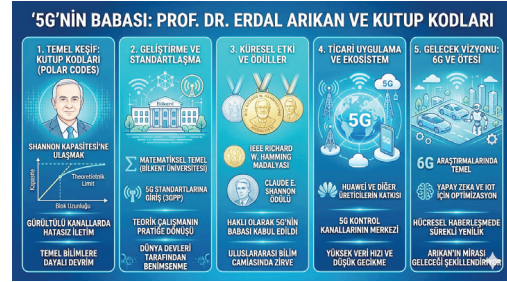 ‘5G’NİN BABASI: PROF. DR. ERDAL ARIKAN VE KUTUP KODLARI
1. TEMEL KEŞİF:
KUTUP KODLARI
(POLAR CODES)
SHANNON KAPASİTESİ'NE
ULAŞMAK
Kapasite
Theoretietnik
Limit
Blok Uzunluğu
GÜRÜLTÜLÜ KANALLARDA
HATASIZ İLETİM
TEMEL BİLİMLERE
DAYALI DEVRİM
2. GELİŞTİRME VE
STANDARTLAŞMA
Bilkent
Σ MATEMATİKSEL TEMEL
(BİLKENT ÜNİVERSİTESİ)
5G STANDARTLARINA
GİRİŞ (3GPP)
TEORİK ÇALIŞMANIN
PRATİĞE DÖNÜŞÜ
DÜNYA DEVLERİ
TARAFINDAN
BENİMSENME
3. KÜRESEL ETKİ
VE ÖDÜLLER
IEEE RICHARD
W. HAMMING
MADALYASI
CLAUDE E.
SHANNON ÖDÜLÜ
HAKLI OLARAK 5G'NİN
BABASI KABUL EDİLDİ
ULUSLARARASI BİLİM
CAMİASINDA ZİRVE
4. TİCARİ UYGULAMA
VE EKOSİSTEM
5G
5G
HUAWEI VE DİĞER
ÜRETİCİLERİN KATKISI
5G KONTROL
KANALLARININ MERKEZİ
YÜKSEK VERİ HIZI VE
DÜŞÜK GECİKME
5. GELECEK VİZYONU:
6G VE ÖTESİ
6G ARAŞTIRMALARINDA
TEMEL
YAPAY ZEKA VE IOT
İÇİN OPTİMİZASYON
HÜCRESEL HABERLEŞMEDE
SÜREKLİ YENİLİK
ARIKAN'IN MİRASI
GELECEĞİ ŞEKİLLENDİRİYOR